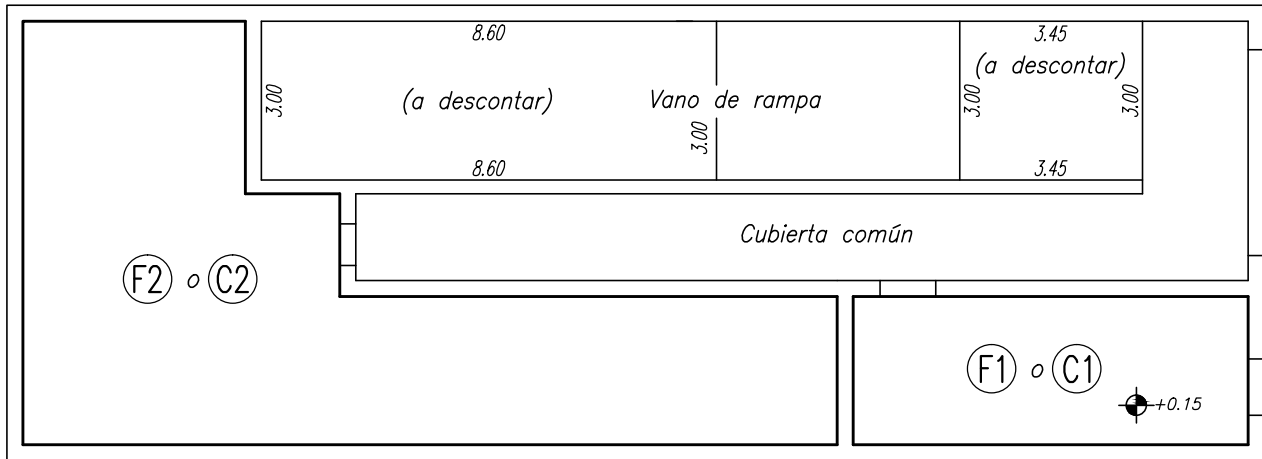 8.60
3.45
(a descontar)
3.00
(a descontar)
Vano de rampa
3.00
3.00
3.00
8.60
3.45
Cubierta común
F2 o C2
F1 o C1
+0.15